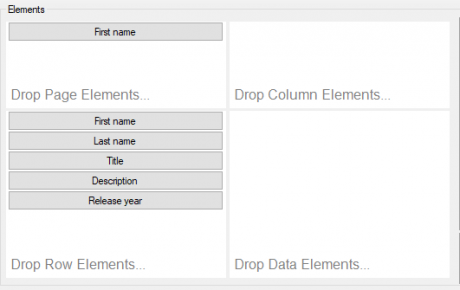 Elements
First name
Drop Page Elements...
Drop Column Elements...
First name
Last name
Title
Description
Release year
Drop Row Elements...
Drop Data Elements...